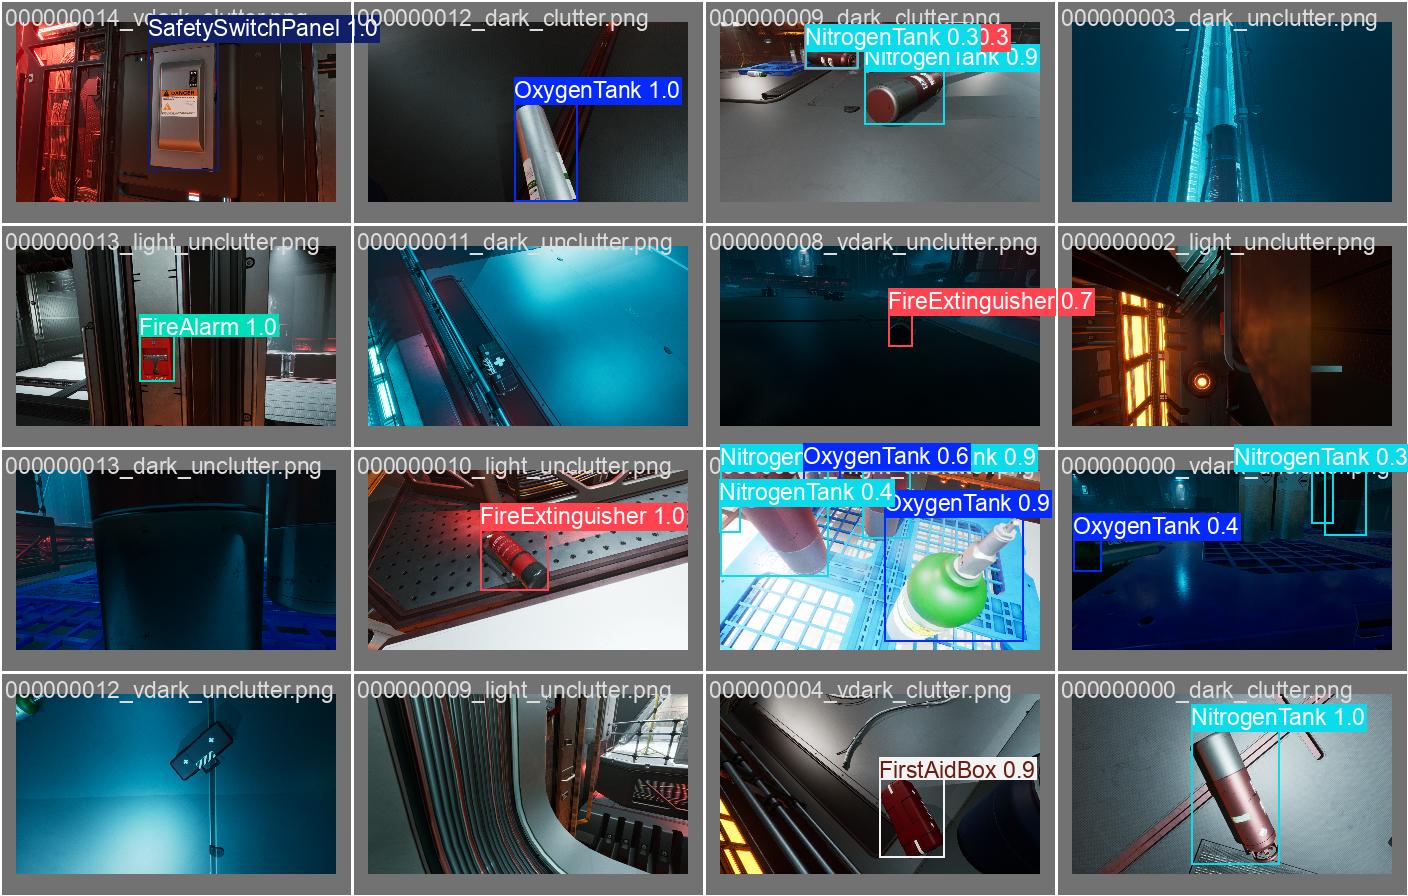 000000014_vdark_clutter.png
SafetySwitchPanel 1.0
DANGER
000000012_dark_clutter.png
OxygenTank 1.0
000000009_dark_clutter.png
NitrogenTank 0.3
0.3
NitrogenTank 0.9
000000003_dark_unclutter.png
000000013_light_unclutter.png
FireAlarm 1.0
000000011_dark_unclutter.png
000000008_vdark_unclutter.png
FireExtinguisher 0.7
000000002_light_unclutter.png
000000013_dark_unclutter.png
000000010_light_unclutter.png
FireExtinguisher 1.0
Nitrogen
OxygenTank 0.6
nk 0.9
NitrogenTank 0.4
OxygenTank 0.9
000000000_vdar
NitrogenTank 0.3
OxygenTank 0.4
000000012_vdark_unclutter.png
000000009_light_unclutter.png
000000004_vdark_clutter.png
FirstAidBox 0.9
000000000_dark_clutter.png
NitrogenTank 1.0